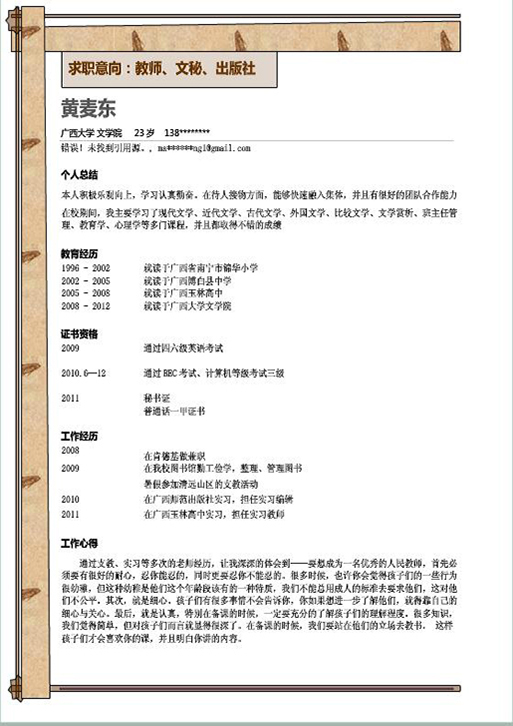 求职意向：教师、文秘、出版社
黄麦东
广西大学 文学院 23 岁 138********
错误！未找到引用源。, ma******ng1@gmail.com
个人总结
本人积极乐观向上，学习认真勤奋。在待人接物方面，能够快速融入集体，并且有很好的团队合作能力
在校期间，我主要学习了现代文学、近代文学、古代文学、外国文学、比较文学、文学赏析、班主任管
理、教育学、心理学等多门课程，并且都取得不错的成绩
教育经历
1996 - 2002 就读于广西省南宁市锦华小学
2002 - 2005 就读于广西博白县中学
2005 - 2008 就读于广西玉林高中
2008 - 2012 就读于广西大学文学院
证书资格
2009 通过四六级英语考试
2010.6—12 通过BEC考试、计算机等级考试三级
2011 秘书证
普通话一甲证书
工作经历
2008 在肯德基做兼职
2009 在我校图书馆勤工俭学，整理、管理图书
暑假参加清远山区的支教活动
2010 在广西师范出版社实习，担任实习编辑
2011 在广西玉林高中实习，担任实习教师
工作心得
通过支教、实习等多次的老师经历，让我深深的体会到——要想成为一名优秀的人民教师，首先必
须要有很好的耐心，忍你能忍的，同时更要忍你不能忍的。很多时候，也许你会觉得孩子们的一些行为
很幼稚，但这种幼稚是他们这个年龄段该有的一种特质，我们不能总用成人的标准去要求他们，这对他
们不公平。其次，就是细心，孩子们有很多事情不会告诉你，你如果想进一步了解他们，就得靠自己的
细心与关心。最后，就是认真，特别在备课的时候，一定要充分的了解孩子们的理解程度。很多知识，
我们觉得简单，但对孩子们而言就显得很深了。在备课的时候，我们要站在他们的立场去教书。 这样
孩子们才会喜欢你的课，并且明白你讲的内容。